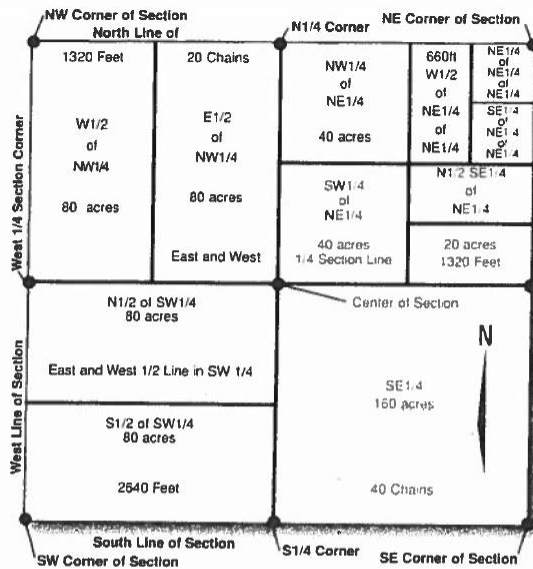 NW Corner of Section
North Line of
N1/4 Corner
NE Corner of Section
1320 Feet
20 Chains
W1/2
of
NW1/4
80 acres
E1/2
of
NW1/4
80 acres
East and West
NW1/4
of
NE1/4
40 acres
660ft
W1/2
of
NE1/4
of
NE1/4
NE1/4
of
NE1/4
of
NE1/4
SE1/4
of
NE1/4
of
NE1/4
SW1/4
of
NE1/4
40 acres
1/4 Section Line
N1/2 SE1/4
of
NE1/4
20 acres
1320 Feet
West 1/4 Section Corner
Center of Section
N1/2 of SW1/4
80 acres
East and West 1/2 Line in SW 1/4
S1/2 of SW1/4
80 acres
2640 Feet
West Line of Section
N
SE1/4
160 acres
40 Chains
South Line of Section
SW Corner of Section
S1/4 Corner
SE Corner of Section